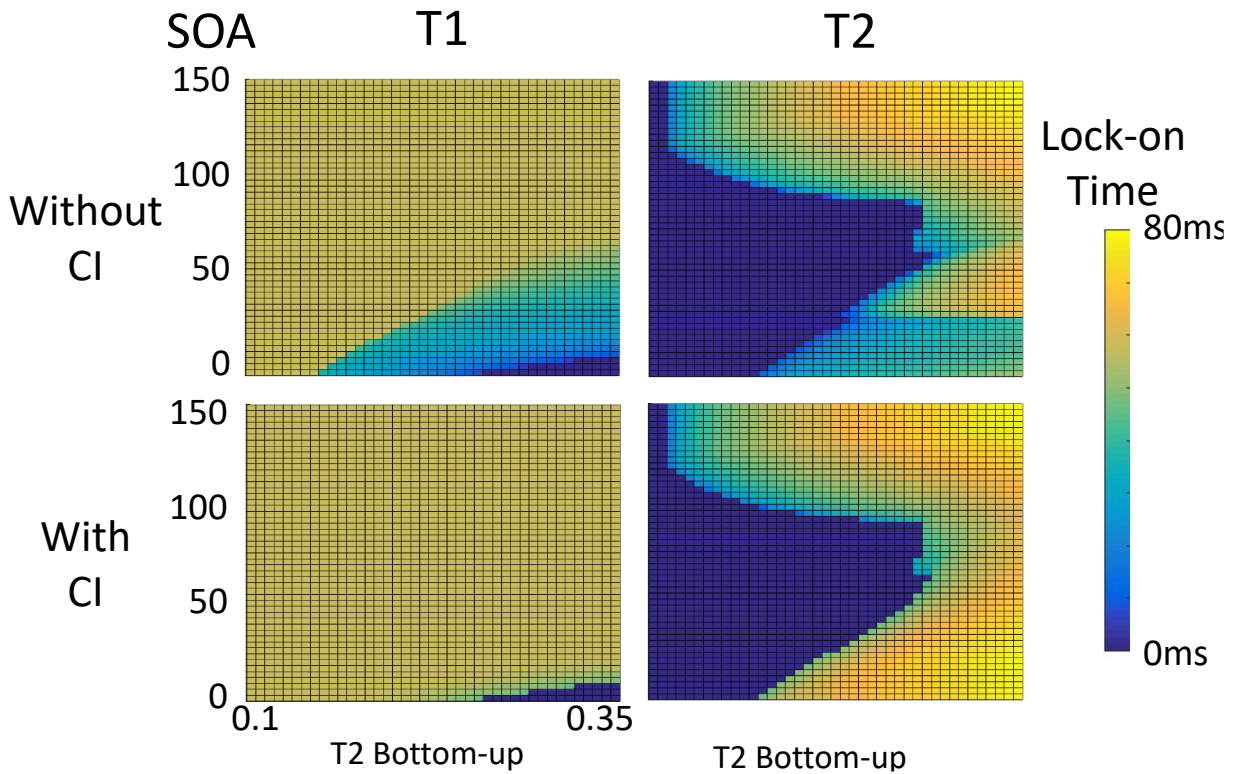 SOA T1 T2
150
100
50
0
Without
CI
Lock-on
Time
80ms
0ms
150
100
50
0
With
CI
0.1 0.35
T2 Bottom-up T2 Bottom-up